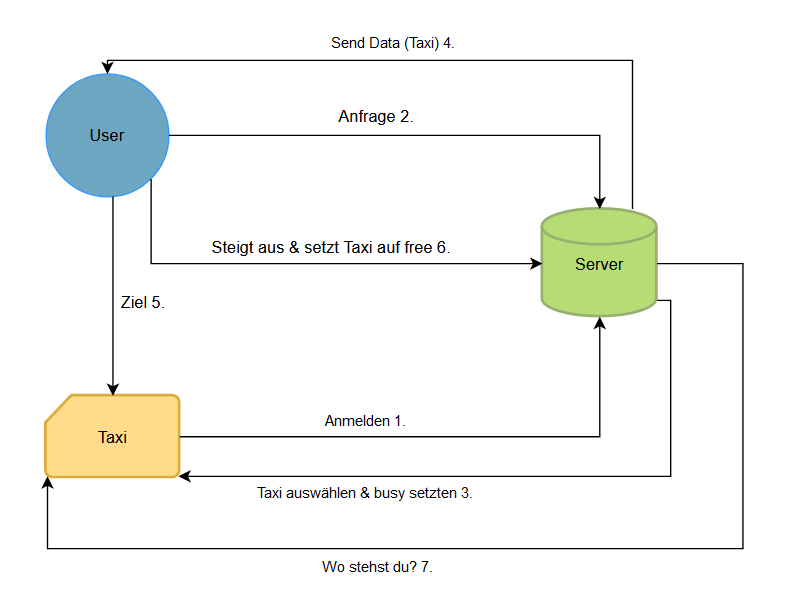 Send Data (Taxi) 4.
Anfrage 2.
User
Steigt aus & setzt Taxi auf free 6.
Server
Ziel 5.
Anmelden 1.
Taxi
Taxi auswählen & busy setzten 3.
Wo stehst du? 7.